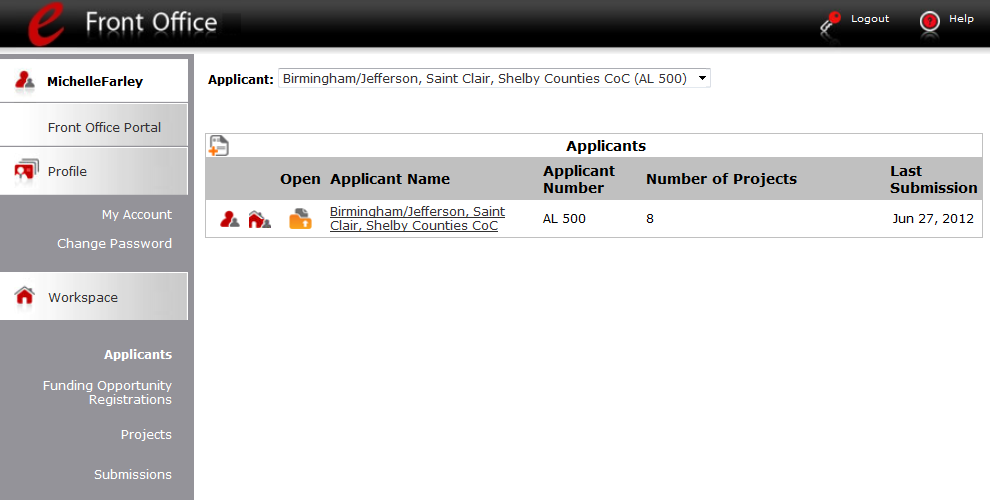 e Front Office
Logout
Help
MichelleFarley
Front Office Portal
Profile
My Account
Change Password
Workspace
Applicants
Funding Opportunity
Registrations
Projects
Submissions
Applicant: Birmingham/Jefferson, Saint Clair, Shelby Counties CoC (AL 500)
Applicants
Open Applicant Name Applicant Number Number of Projects Last Submission
Birmingham/Jefferson, Saint
Clair, Shelby Counties CoC
AL 500
8
Jun 27, 2012